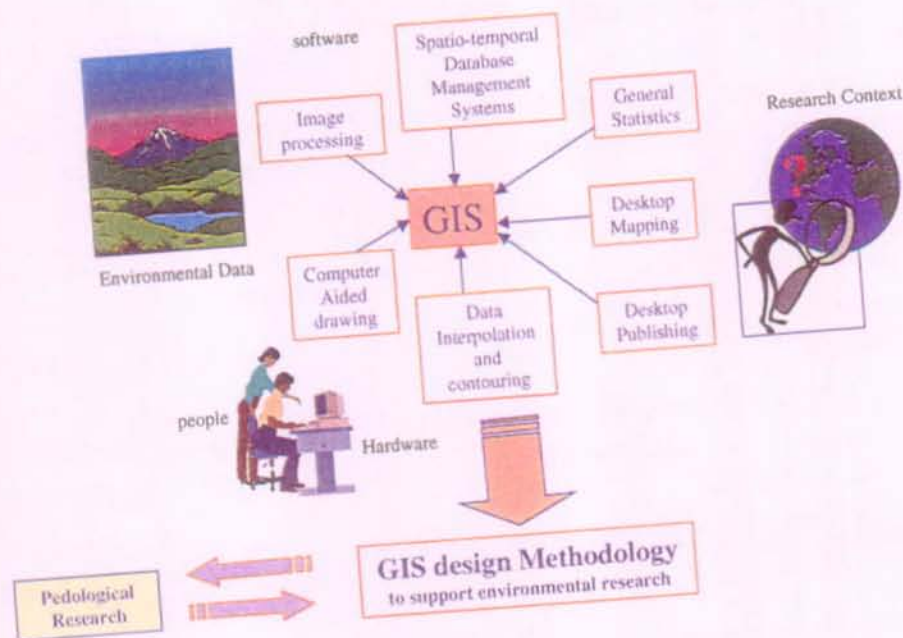 software
Spatio-temporal
Database
Management
Systems
Image
processing
General
Statistics
Research Context
GIS
Desktop
Mapping
Environmental Data
Computer
Aided
drawing
Data
Interpolation
and
contouring
Desktop
Publishing
people
Hardware
GIS design Methodology
to support environmental research
Pedological
Research